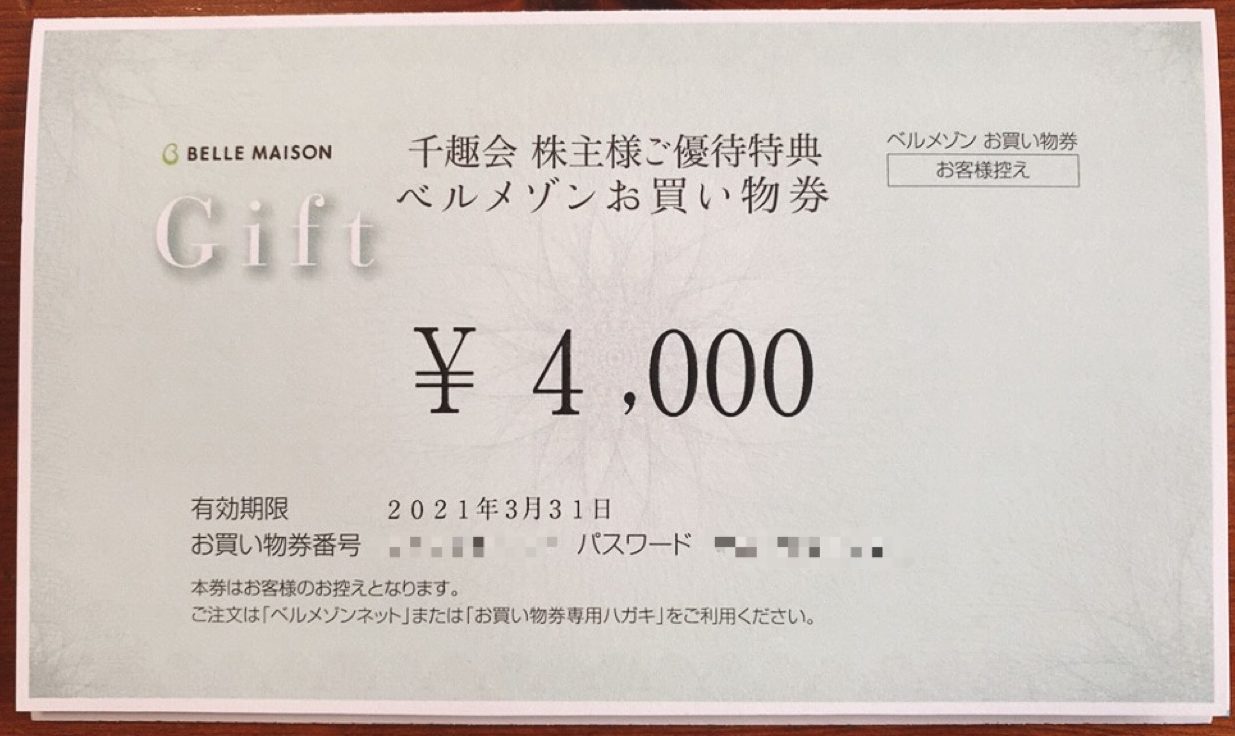 BELLE MAISON
Gift
千趣会 株主様ご優待特典
ベルメゾンお買い物券
ベルメゾン お買い物券
お客様控え
¥ 4,000
有効期限 2021年3月31日
お買い物券番号 パスワード
本券はお客様のお控えとなります。
ご注文は「ベルメゾンネット」または「お買い物券専用ハガキ」をご利用ください。